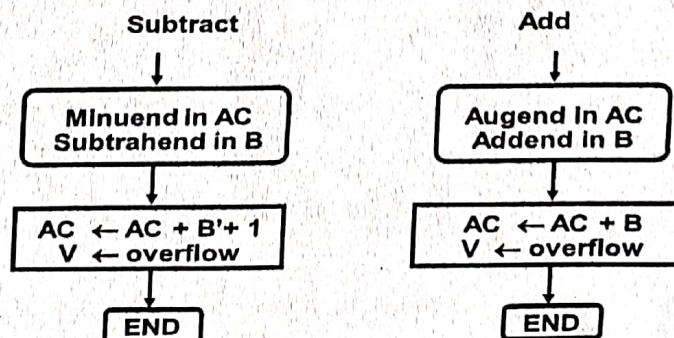 Subtract
Minuend in AC
Subtrahend in B
AC ← AC + B'+ 1
V ← overflow
END
Add
Augend in AC
Addend in B
AC ← AC + B
V ← overflow
END